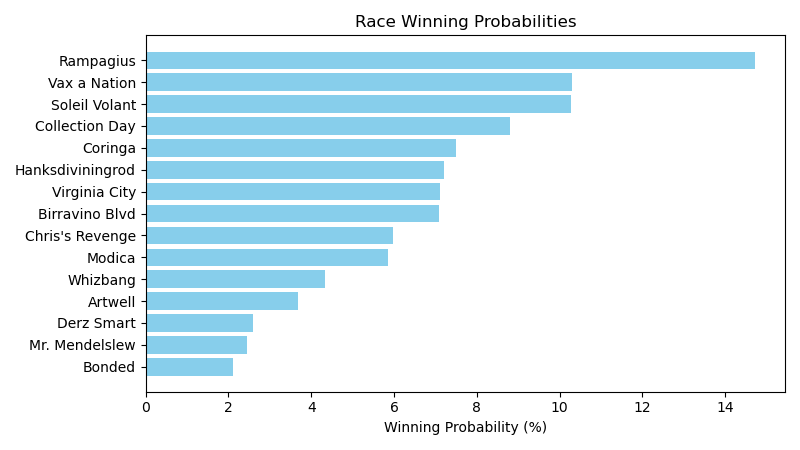 Race Winning Probabilities
Rampagius
Vax a Nation
Soleil Volant
Collection Day
Coringa
Hanksdiviningrod
Virginia City
Birravino Blvd
Chris's Revenge
Modica
Whizbang
Artwell
Derz Smart
Mr. Mendelslew
Bonded
0 2 4 6 8 10 12 14
Winning Probability (%)